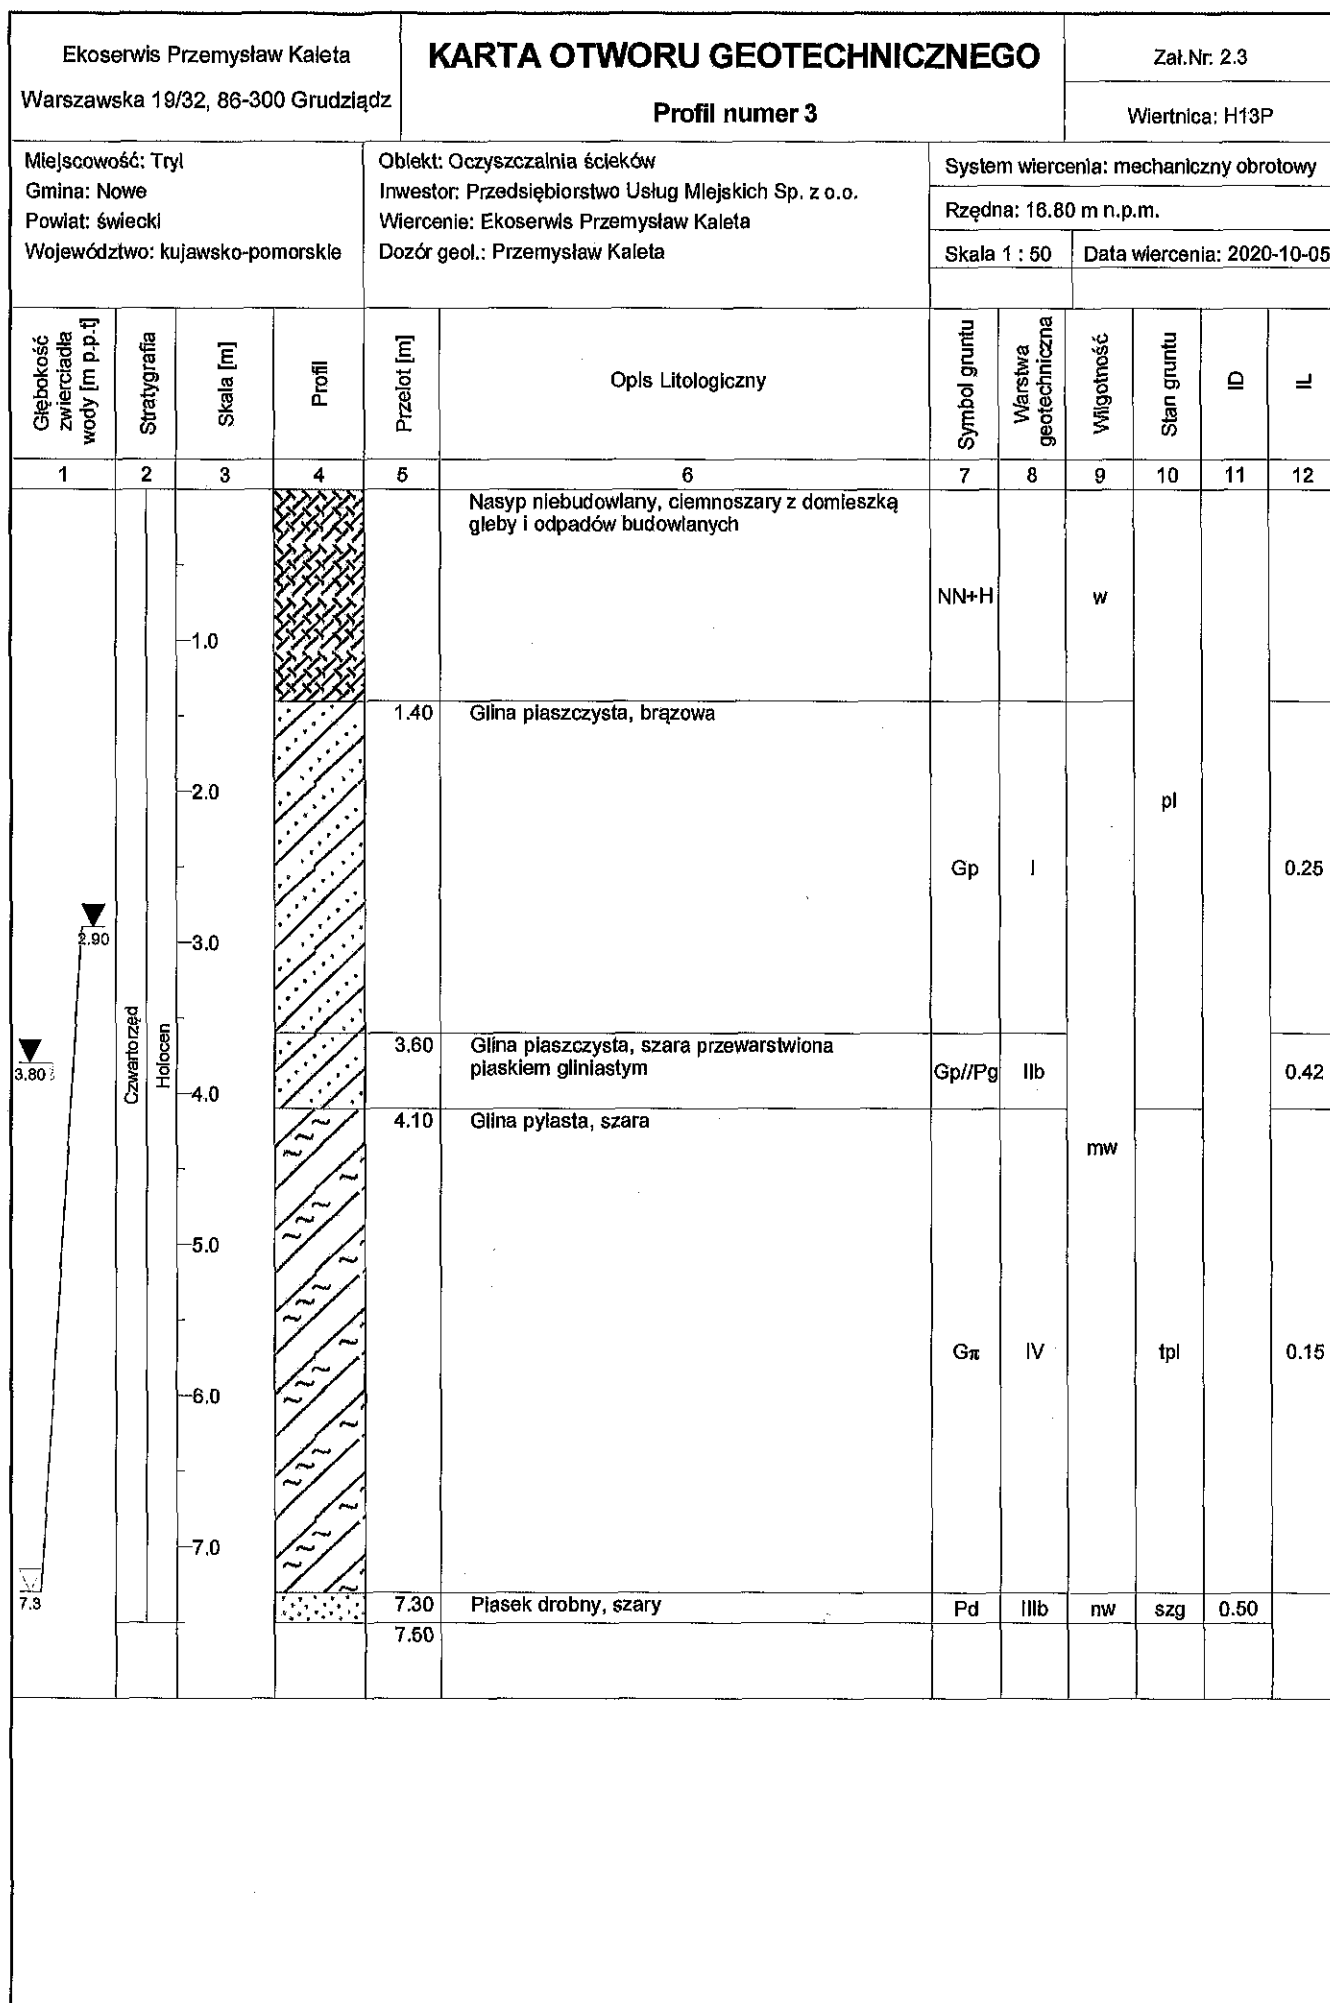 Ekoserwis Przemysław Kaleta
Warszawska 19/32, 86-300 Grudziądz
KARTA OTWORU GEOTECHNICZNEGO
Profil numer 3
Zał.Nr: 2.3
Wiertnica: H13P
Miejscowość: Tryl
Gmina: Nowe
Powiat: świecki
Województwo: kujawsko-pomorskie
Obiekt: Oczyszczalnia ścieków
Inwestor: Przedsiębiorstwo Usług Miejskich Sp. z o.o.
Wiercenie: Ekoserwis Przemysław Kaleta
Dozór geol.: Przemysław Kaleta
System wiercenia: mechaniczny obrotowy
Rzędna: 16.80 m n.p.m.
Skala 1 : 50
Data wiercenia: 2020-10-05
Głębokość
zwierciadła
wody [m p.p.t]
Stratygrafia
Skala [m]
Profil
Przelot [m]
Opis Litologiczny
Symbol gruntu
Warstwa
geotechniczna
Wilgotność
Stan gruntu
ID
IL
1 2 3 4 5 6 7 8 9 10 11 12
Nasyp niebudowlany, ciemnoszary z domieszką
gleby i odpadów budowlanych
NN+H
w
1.0
1.40
Glina piaszczysta, brązowa
2.0
pl
Gp
I
0.25
2.90
3.0
Czwartorzęd
Holocen
3.60
Glina piaszczysta, szara przewarstwiona
piaskiem gliniastym
Gp//Pg
IIb
0.42
3.80
4.0
4.10
Glina pylasta, szara
mw
5.0
Gπ
IV
tpl
0.15
6.0
7.0
7.3
7.30
Piasek drobny, szary
Pd
IIIb
nw
szg
0.50
7.50